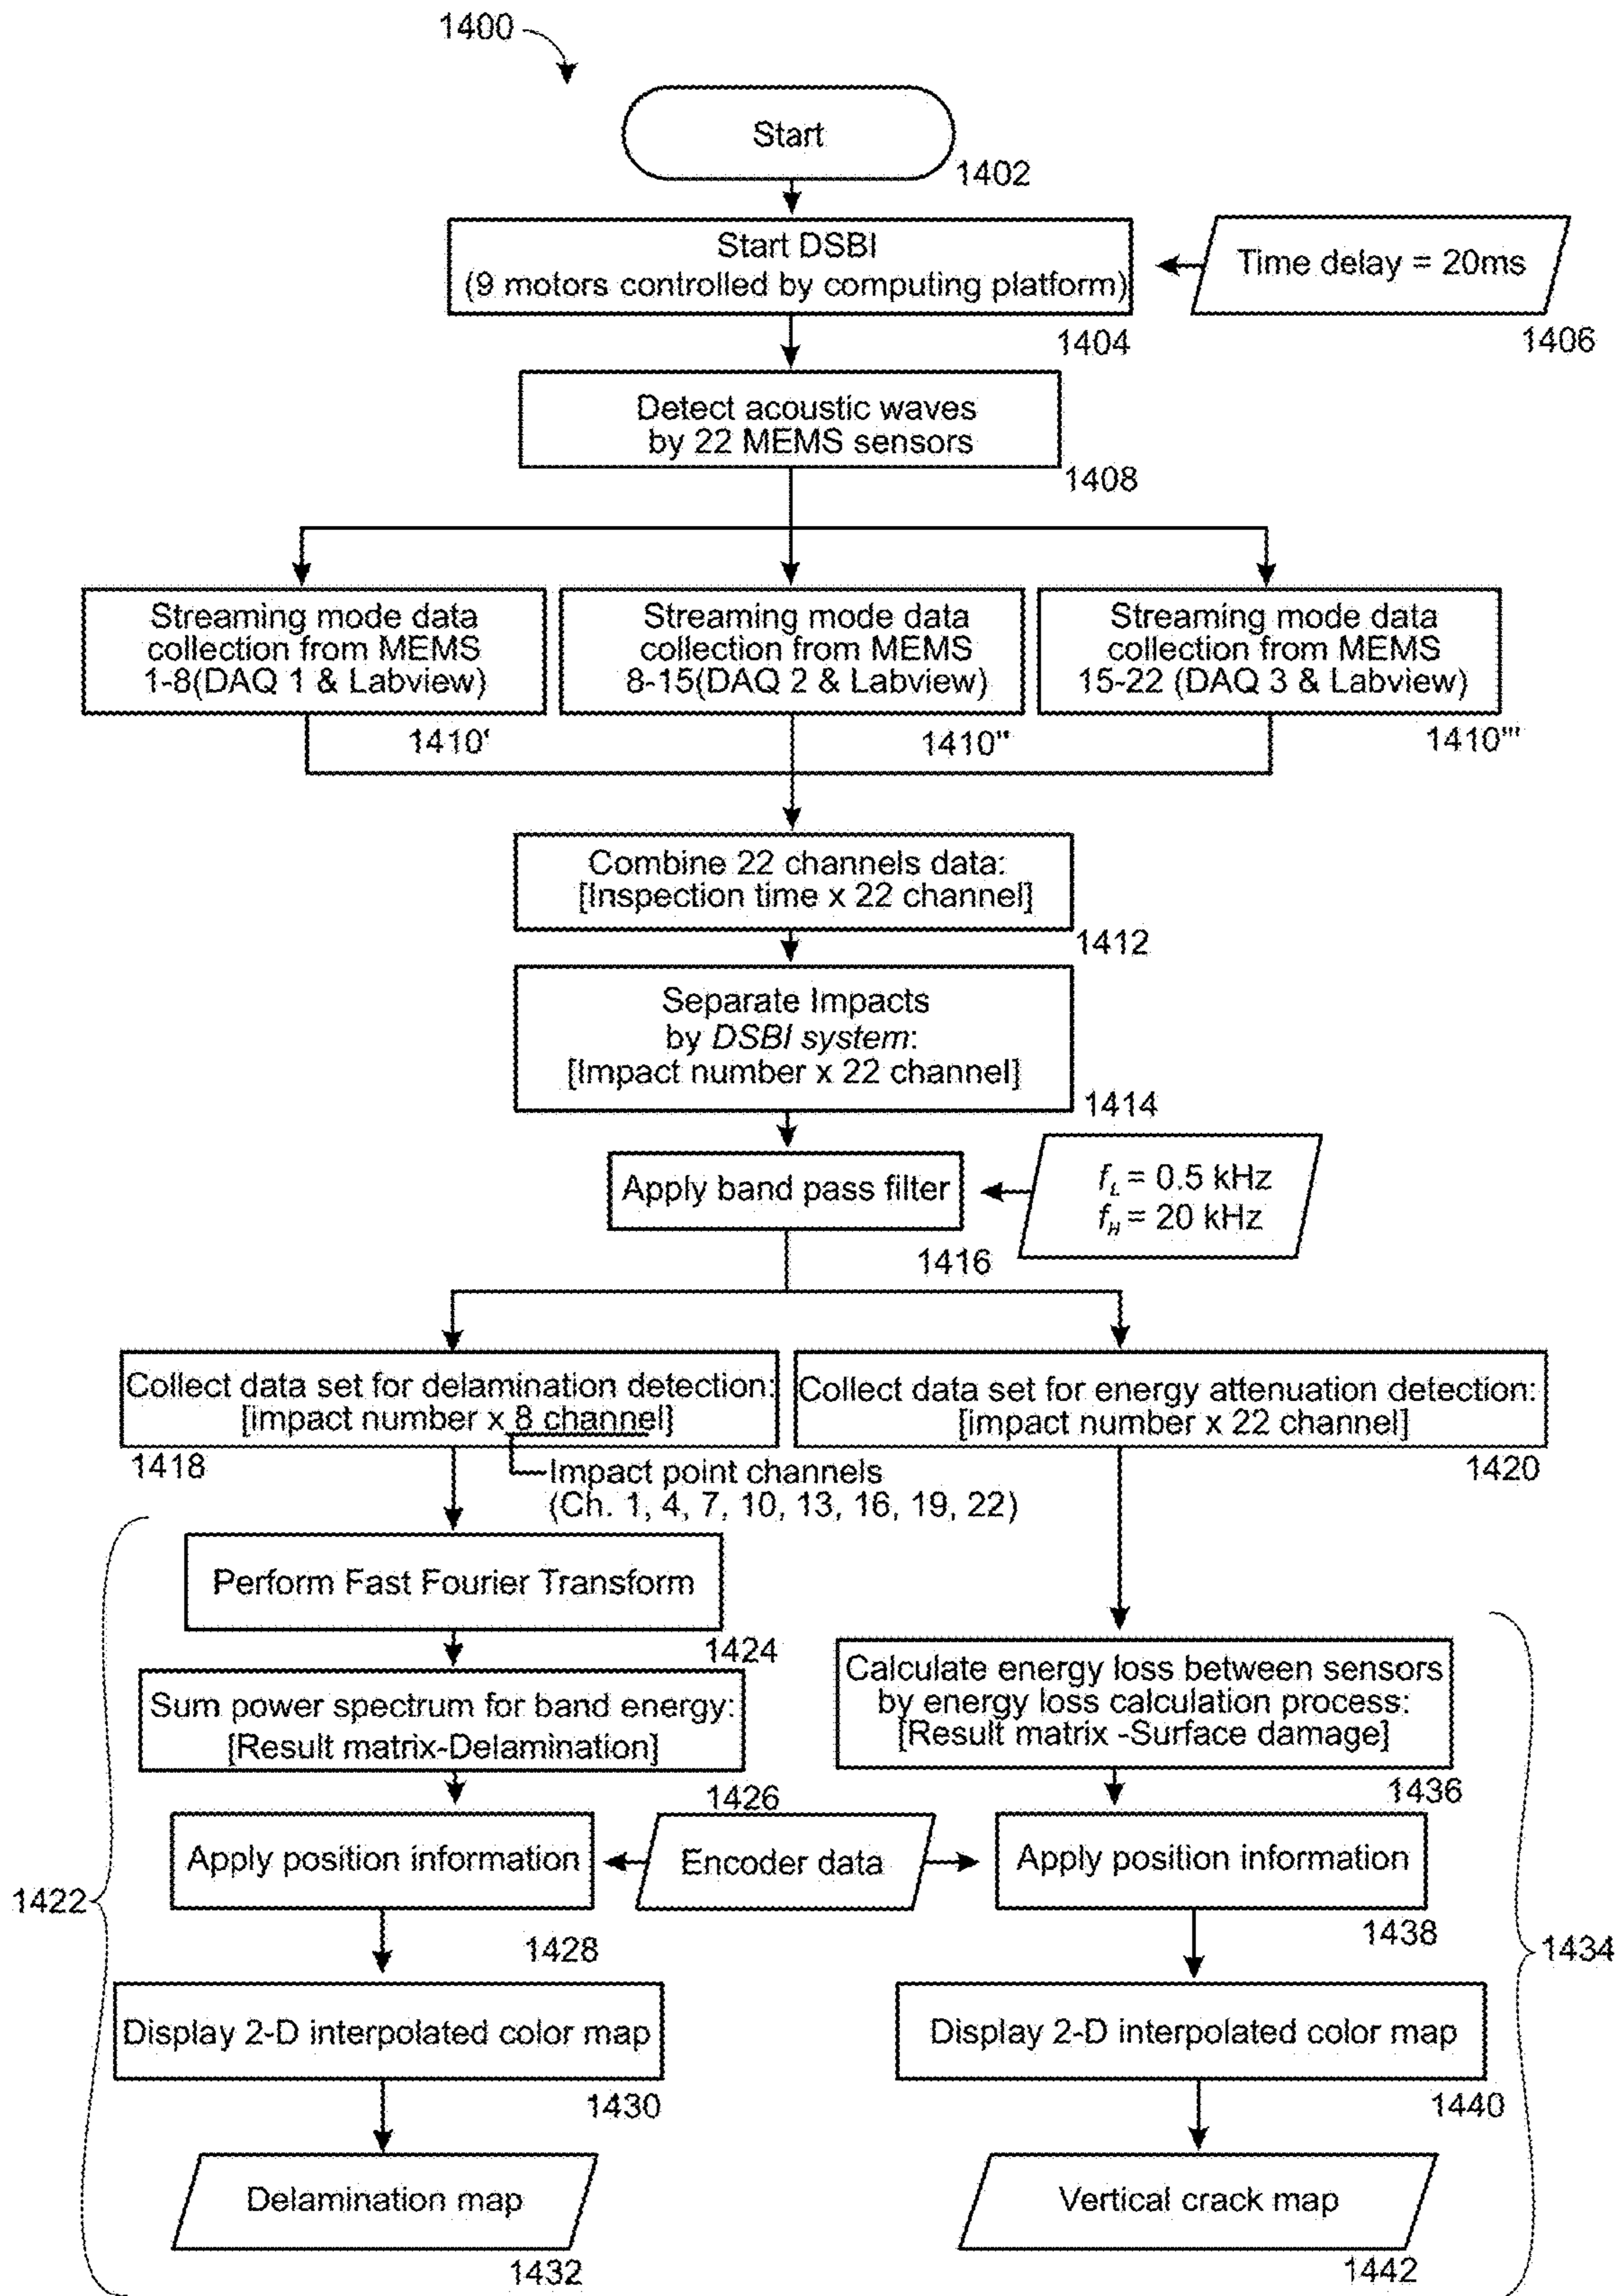 1400
Start
1402
Start DSBI
(9 motors controlled by computing platform)
1404
Time delay = 20ms
1406
Detect acoustic waves
by 22 MEMS sensors
1408
Streaming mode data
collection from MEMS
1-8(DAQ 1 & Labview)
1410'
Streaming mode data
collection from MEMS
8-15(DAQ 2 & Labview)
1410"
Streaming mode data
collection from MEMS
15-22 (DAQ 3 & Labview)
1410"'
Combine 22 channels data:
[Inspection time x 22 channel]
1412
Separate Impacts
by DSBI system:
[Impact number x 22 channel]
1414
Apply band pass filter
1416
fL = 0.5 kHz
fH = 20 kHz
Collect data set for delamination detection:
[impact number x 8 channel]
1418
Impact point channels
(Ch. 1, 4, 7, 10, 13, 16, 19, 22)
Collect data set for energy attenuation detection:
[impact number x 22 channel]
1420
1422
Perform Fast Fourier Transform
1424
Sum power spectrum for band energy:
[Result matrix-Delamination]
1426
Apply position information
1428
Encoder data
Display 2-D interpolated color map
1430
Delamination map
1432
1434
Calculate energy loss between sensors
by energy loss calculation process:
[Result matrix -Surface damage]
1436
Apply position information
1438
Display 2-D interpolated color map
1440
Vertical crack map
1442